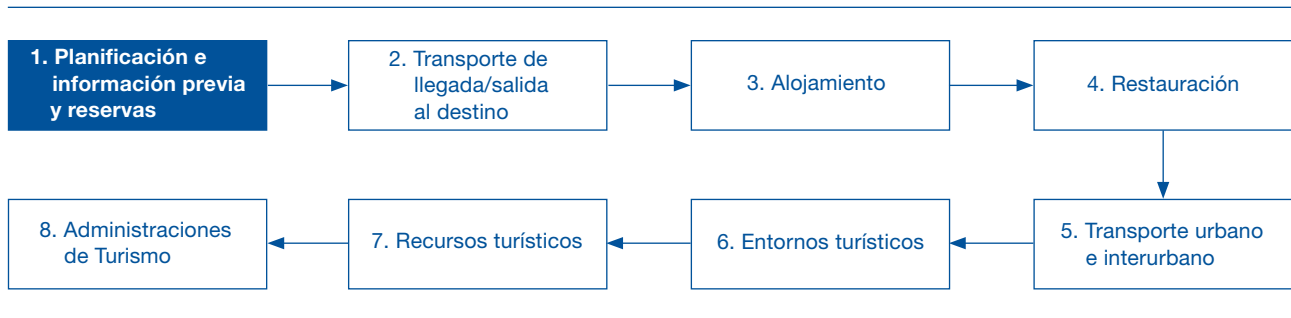 1. Planificación e
información previa
y reservas
2. Transporte de
llegada/salida
al destino
3. Alojamiento
4. Restauración
5. Transporte urbano
e interurbano
6. Entornos turísticos
7. Recursos turísticos
8. Administraciones
de Turismo